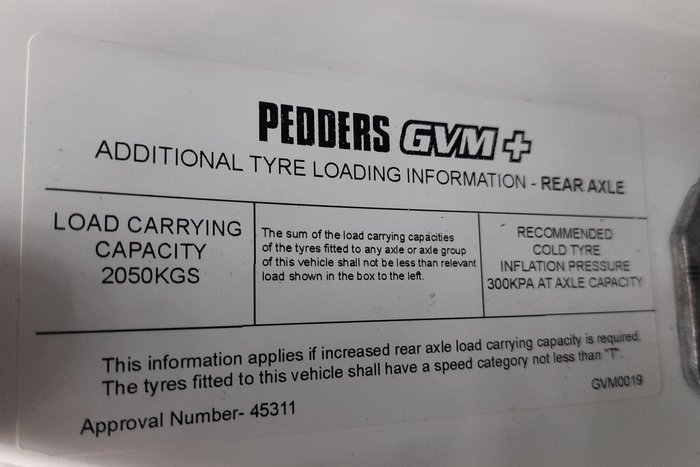 PEDDERS GVM+
ADDITIONAL TYRE LOADING INFORMATION - REAR AXLE
LOAD CARRYING
CAPACITY
2050KGS
The sum of the load carrying capacities
of the tyres fitted to any axle or axle group
of this vehicle shall not be less than relevant
load shown in the box to the left.
RECOMMENDED
COLD TYRE
INFLATION PRESSURE
300KPA AT AXLE CAPACITY
This information applies if increased rear axle load carrying capacity is required.
The tyres fitted to this vehicle shall have a speed category not less than "T".
GVM0019
Approval Number- 45311